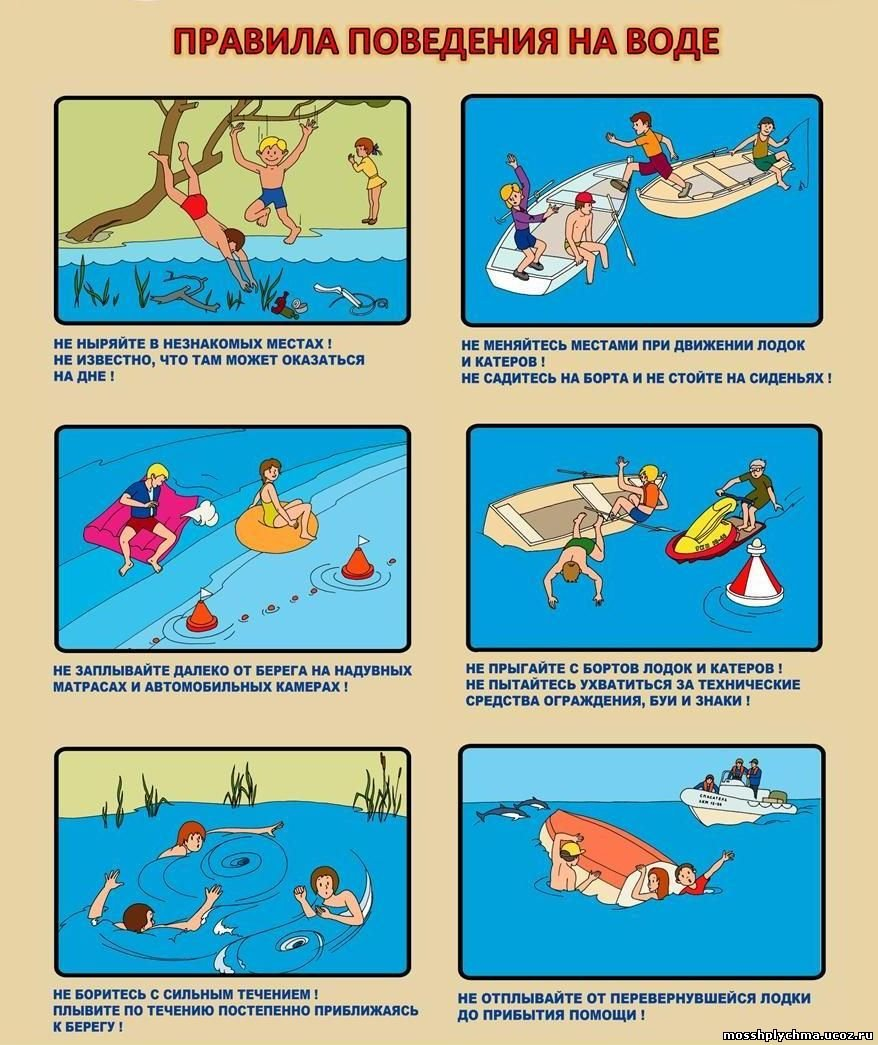 ПРАВИЛА ПОВЕДЕНИЯ НА ВОДЕ
НЕ НЫРЯЙТЕ В НЕЗНАКОМЫХ МЕСТАХ !
НЕ ИЗВЕСТНО, ЧТО ТАМ МОЖЕТ ОКАЗАТЬСЯ
НА ДНЕ !
НЕ МЕНЯЙТЕСЬ МЕСТАМИ ПРИ ДВИЖЕНИИ ЛОДОК
И КАТЕРОВ !
НЕ САДИТЕСЬ НА БОРТА И НЕ СТОЙТЕ НА СИДЕНЬЯХ !
НЕ ЗАПЛЫВАЙТЕ ДАЛЕКО ОТ БЕРЕГА НА НАДУВНЫХ
МАТРАСАХ И АВТОМОБИЛЬНЫХ КАМЕРАХ !
НЕ ПРЫГАЙТЕ С БОРТОВ ЛОДОК И КАТЕРОВ !
НЕ ПЫТАЙТЕСЬ УХВАТИТЬСЯ ЗА ТЕХНИЧЕСКИЕ
СРЕДСТВА ОГРАЖДЕНИЯ, БУИ И ЗНАКИ !
НЕ БОРИТЕСЬ С СИЛЬНЫМ ТЕЧЕНИЕМ !
ПЛЫВИТЕ ПО ТЕЧЕНИЮ ПОСТЕПЕННО ПРИБЛИЖАЯСЬ
К БЕРЕГУ !
СПАСАТЕЛЬ
НЕ ОТПЛЫВАЙТЕ ОТ ПЕРЕВЕРНУВШЕЙСЯ ЛОДКИ
ДО ПРИБЫТИЯ ПОМОЩИ !
mosshplychma.ucoz.ru